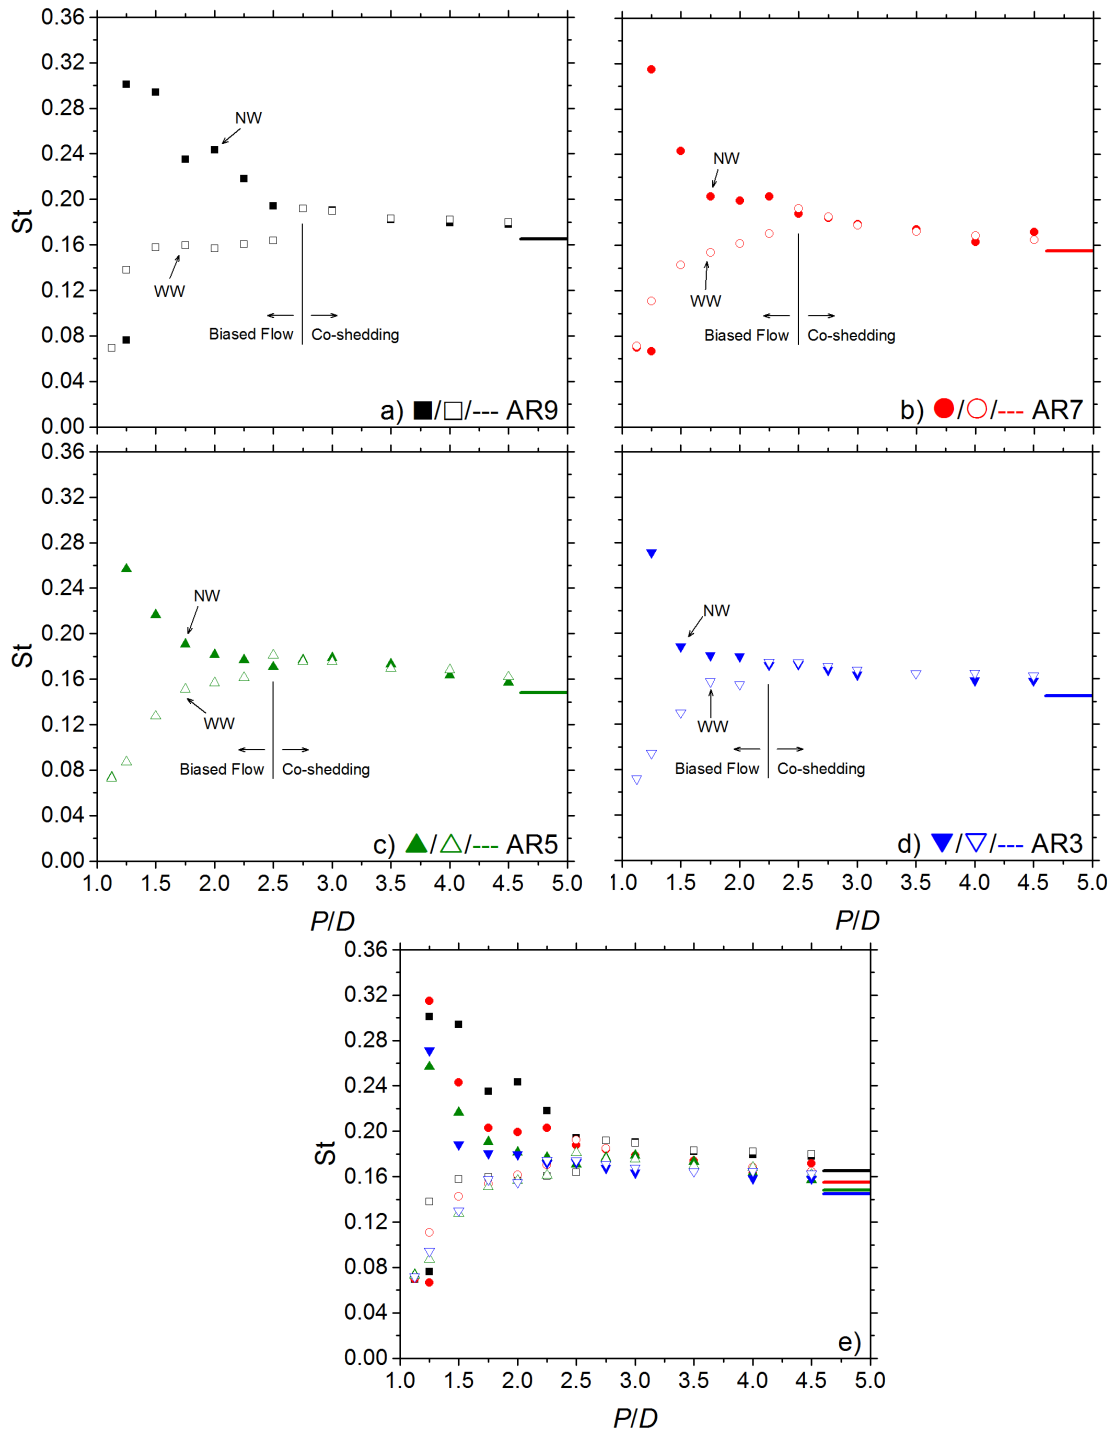 0.36
0.32
0.28
0.24
0.20
0.16
0.12
0.08
0.04
0.00
St
NW
WW
Biased Flow
Co-shedding
a) ■/□/--- AR9
NW
WW
Biased Flow
Co-shedding
b) ●/○/--- AR7
0.36
0.32
0.28
0.24
0.20
0.16
0.12
0.08
0.04
0.00
St
NW
WW
Biased Flow
Co-shedding
c) ▲/△/--- AR5
1.0 1.5 2.0 2.5 3.0 3.5 4.0 4.5 5.0
P/D
NW
WW
Biased Flow
Co-shedding
d) ▼/▽/--- AR3
1.0 1.5 2.0 2.5 3.0 3.5 4.0 4.5 5.0
P/D
0.36
0.32
0.28
0.24
0.20
0.16
0.12
0.08
0.04
0.00
St
e)
1.0 1.5 2.0 2.5 3.0 3.5 4.0 4.5 5.0
P/D